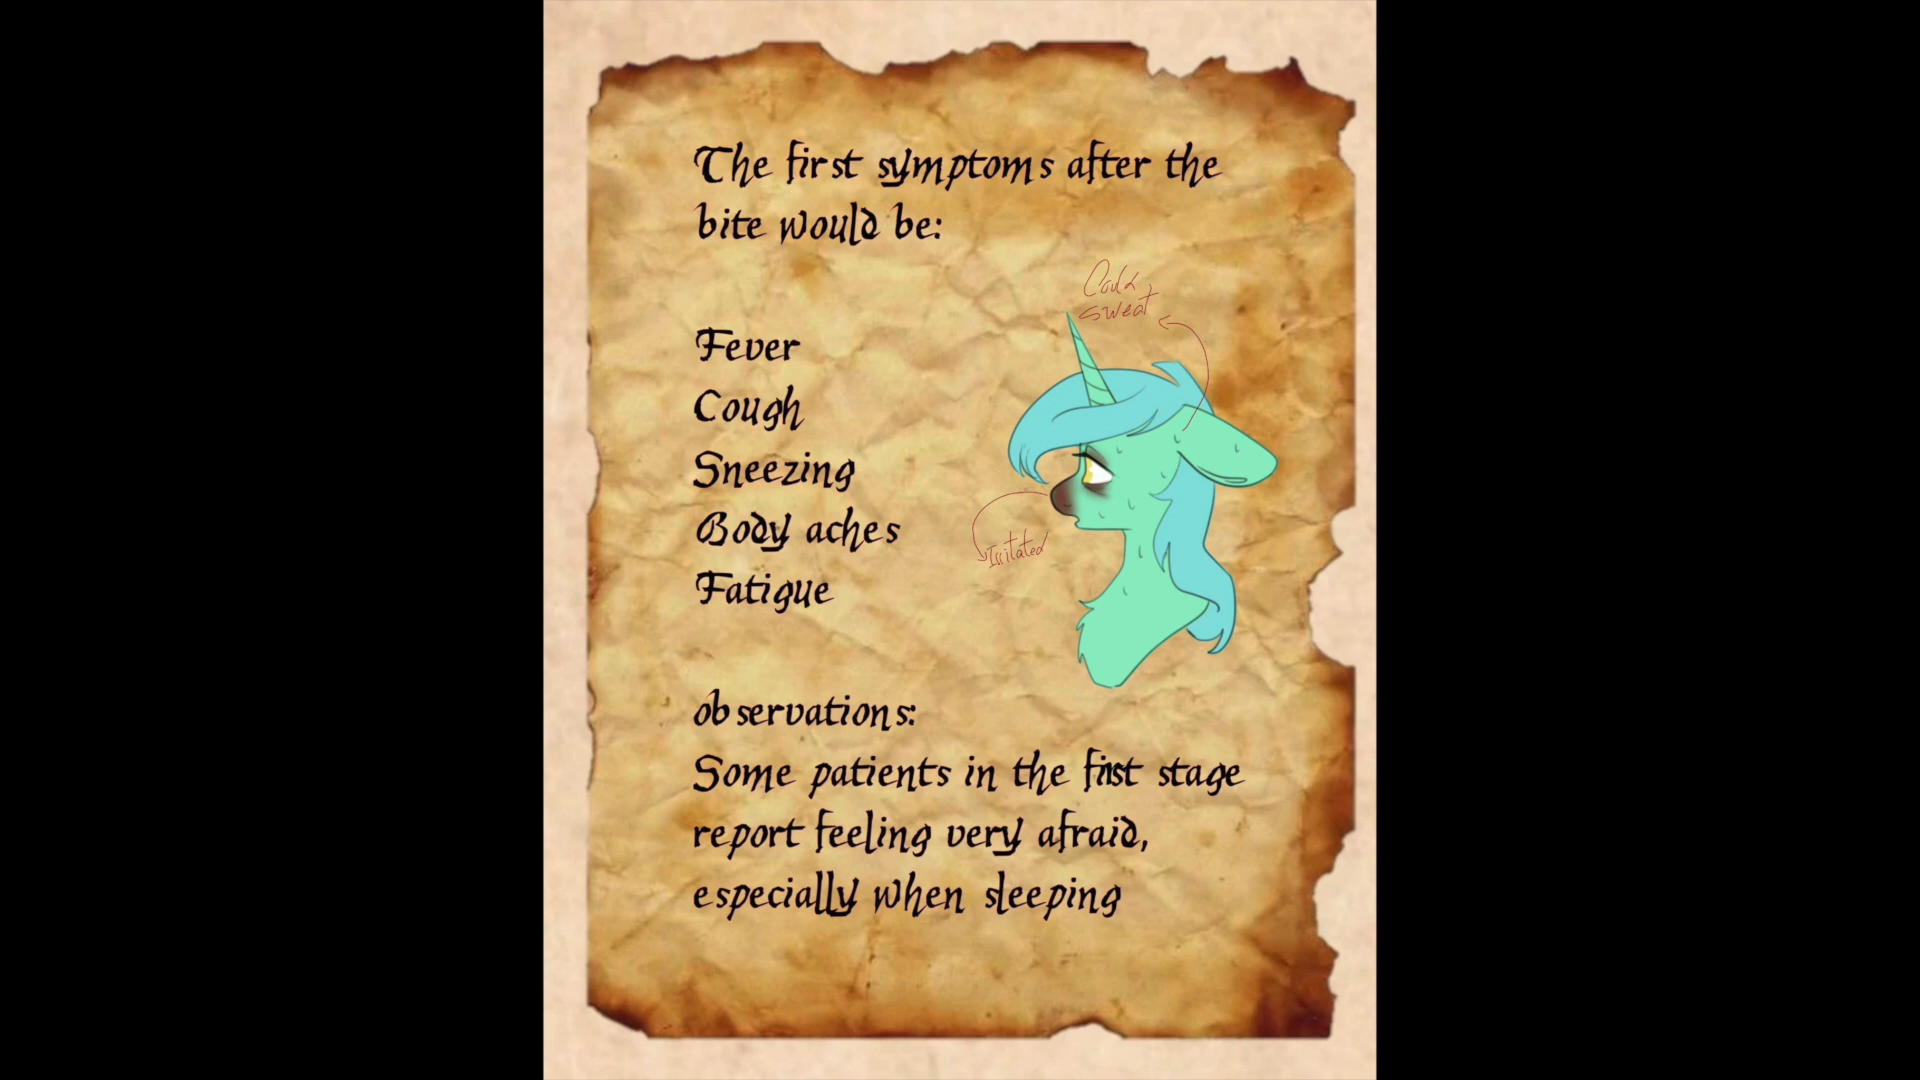 The first symptoms after the
bite would be:
Could
sweat
Fever
Cough
Sneezing
Body aches
Irritated
Fatigue
observations:
Some patients in the first stage
report feeling very afraid,
especially when sleeping